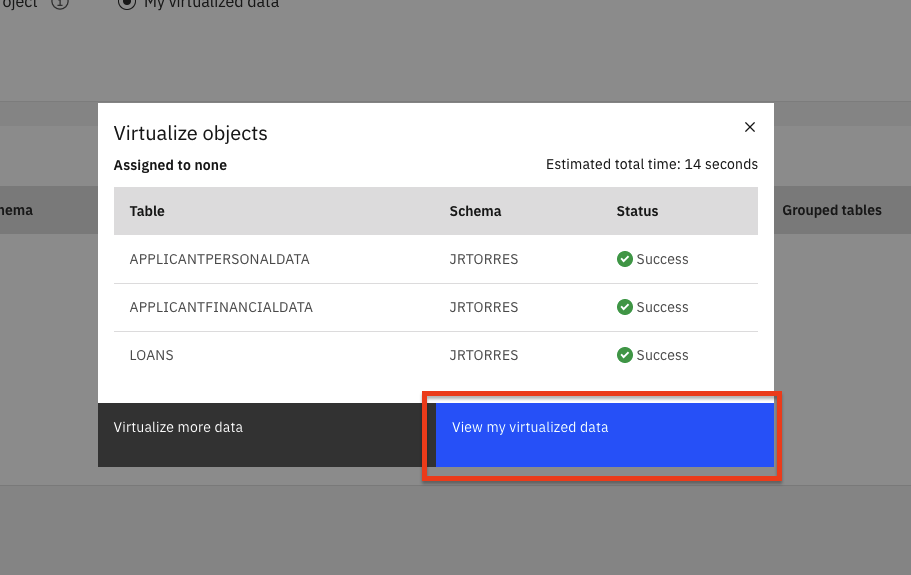 My virtualized data
Virtualize objects
Assigned to none
Estimated total time: 14 seconds
hema
Table
Schema
Status
Grouped tables
APPLICANTPERSONALDATA
JRTORRES
Success
APPLICANTFINANCIALDATA
JRTORRES
Success
LOANS
JRTORRES
Success
Virtualize more data
View my virtualized data